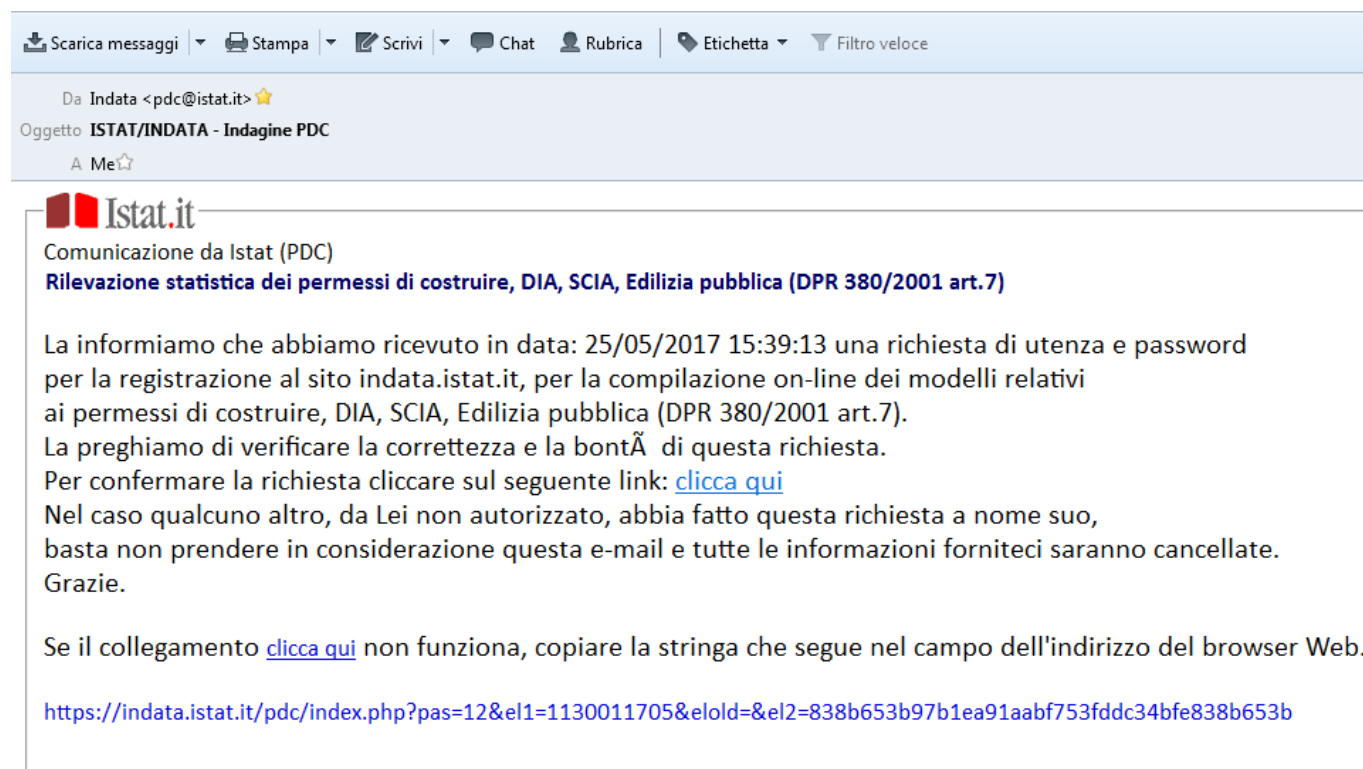 Scarica messaggi Stampa Scrivi Chat Rubrica Etichetta Filtro veloce
Da Indata <pdc@istat.it>
Oggetto ISTAT/INDATA - Indagine PDC
A Me
Istat.it
Comunicazione da Istat (PDC)
Rilevazione statistica dei permessi di costruire, DIA, SCIA, Edilizia pubblica (DPR 380/2001 art.7)
La informiamo che abbiamo ricevuto in data: 25/05/2017 15:39:13 una richiesta di utenza e password
per la registrazione al sito indata.istat.it, per la compilazione on-line dei modelli relativi
ai permessi di costruire, DIA, SCIA, Edilizia pubblica (DPR 380/2001 art.7).
La preghiamo di verificare la correttezza e la bontÃ  di questa richiesta.
Per confermare la richiesta cliccare sul seguente link: clicca qui
Nel caso qualcuno altro, da Lei non autorizzato, abbia fatto questa richiesta a nome suo,
basta non prendere in considerazione questa e-mail e tutte le informazioni forniteci saranno cancellate.
Grazie.
Se il collegamento clicca qui non funziona, copiare la stringa che segue nel campo dell'indirizzo del browser Web.
https://indata.istat.it/pdc/index.php?pas=12&el1=1130011705&elold=&el2=838b653b97b1ea91aabf753fddc34bfe838b653b